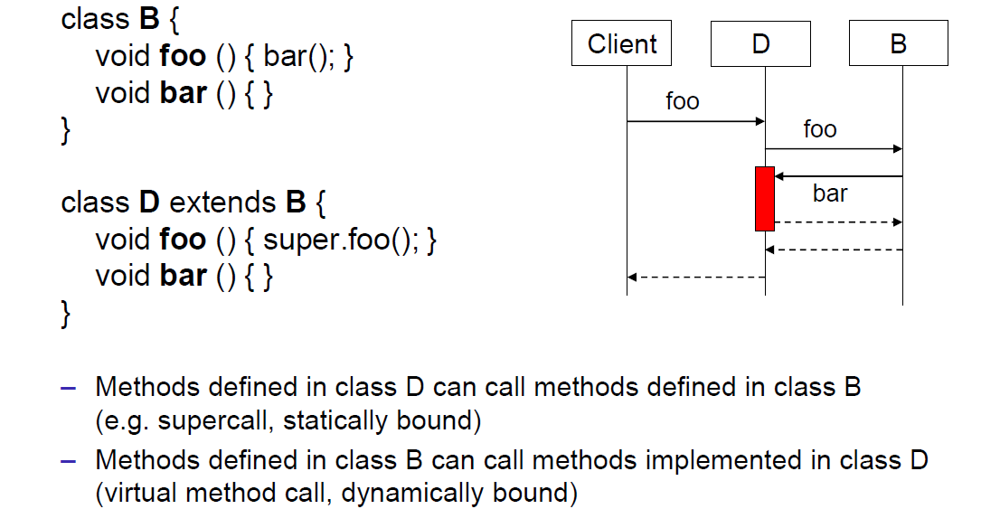 class B {
void foo () { bar(); }
void bar () { }
}
class D extends B {
void foo () { super.foo(); }
void bar () { }
}
Client
D
B
foo
foo
bar
– Methods defined in class D can call methods defined in class B
(e.g. supercall, statically bound)
– Methods defined in class B can call methods implemented in class D
(virtual method call, dynamically bound)